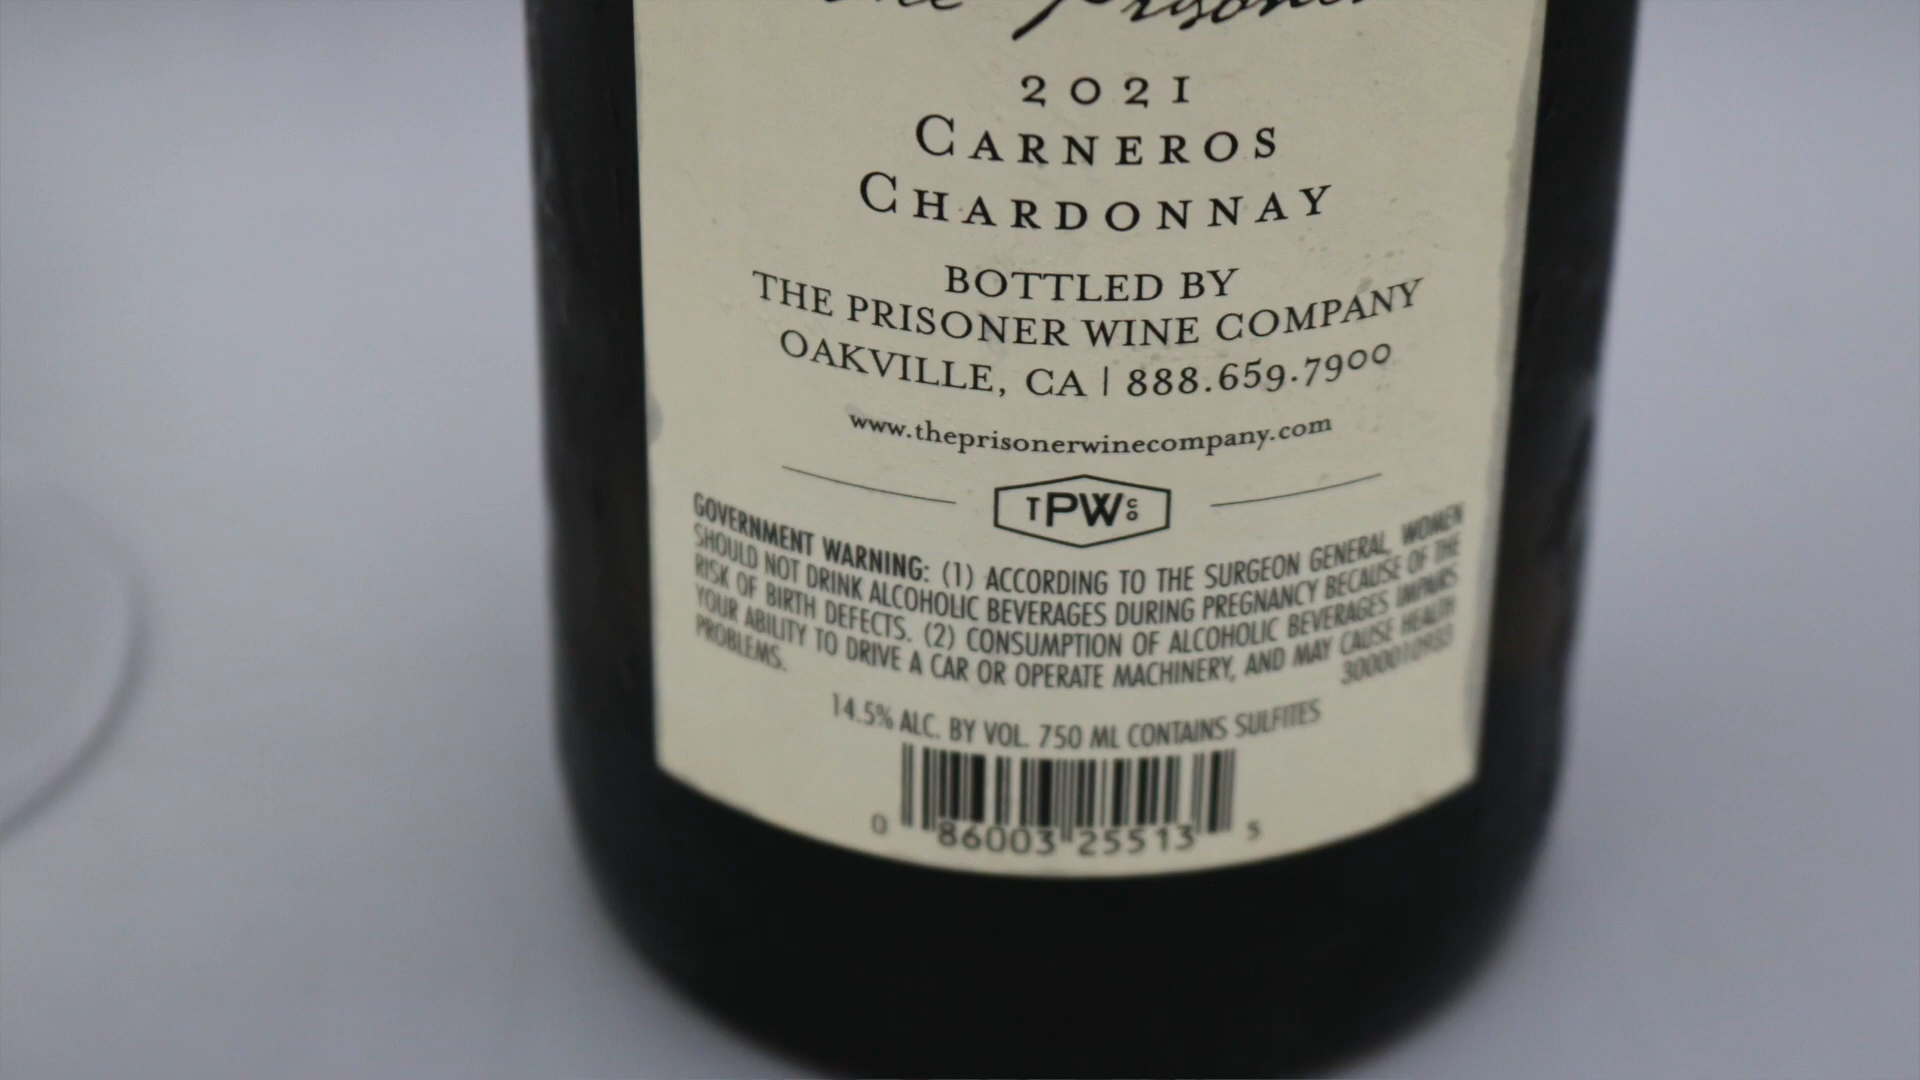 The Prisoner
2021
CARNEROS
CHARDONNAY
BOTTLED BY
THE PRISONER WINE COMPANY
OAKVILLE, CA | 888.659.7900
www.theprisonerwinecompany.com
TPWCO
GOVERNMENT WARNING: (1) ACCORDING TO THE SURGEON GENERAL, WOMEN
SHOULD NOT DRINK ALCOHOLIC BEVERAGES DURING PREGNANCY BECAUSE OF THE
RISK OF BIRTH DEFECTS. (2) CONSUMPTION OF ALCOHOLIC BEVERAGES IMPAIRS
YOUR ABILITY TO DRIVE A CAR OR OPERATE MACHINERY, AND MAY CAUSE HEALTH
PROBLEMS.
14.5% ALC. BY VOL. 750 ML CONTAINS SULFITES
0 86003 25513 5